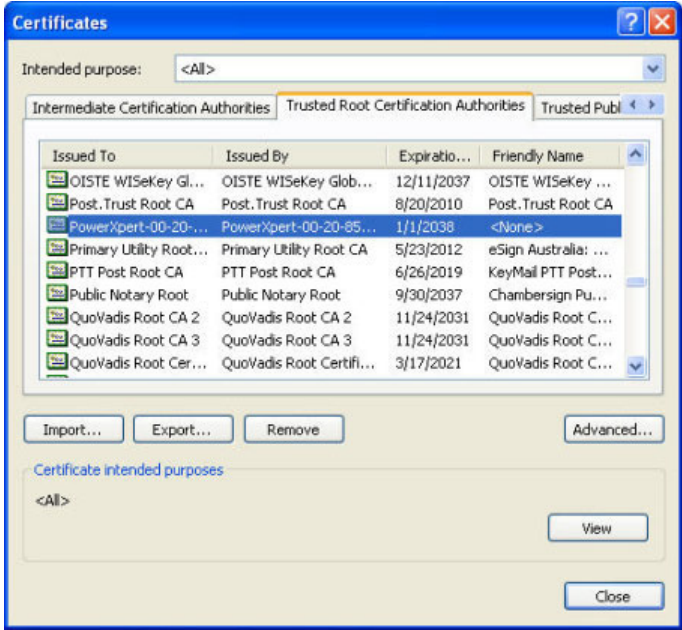 Certificates
Intended purpose: <All>
Intermediate Certification Authorities Trusted Root Certification Authorities Trusted Publ
Issued To Issued By Expiratio... Friendly Name
OISTE WISeKey Gl... OISTE WISeKey Glob... 12/11/2037 OISTE WISeKey ...
Post.Trust Root CA Post.Trust Root CA 8/20/2010 Post.Trust Root CA
PowerXpert-00-20-... PowerXpert-00-20-85... 1/1/2038 <None>
Primary Utility Root... Primary Utility Root CA 5/23/2012 eSign Australia: ...
PTT Post Root CA PTT Post Root CA 6/26/2019 KeyMail PTT Post...
Public Notary Root Public Notary Root 9/30/2037 Chambersign Pu...
QuoVadis Root CA 2 QuoVadis Root CA 2 11/24/2031 QuoVadis Root C...
QuoVadis Root CA 3 QuoVadis Root CA 3 11/24/2031 QuoVadis Root C...
QuoVadis Root Cer... QuoVadis Root Certifi... 3/17/2021 QuoVadis Root C...
Import... Export... Remove Advanced...
Certificate intended purposes
<All>
View
Close